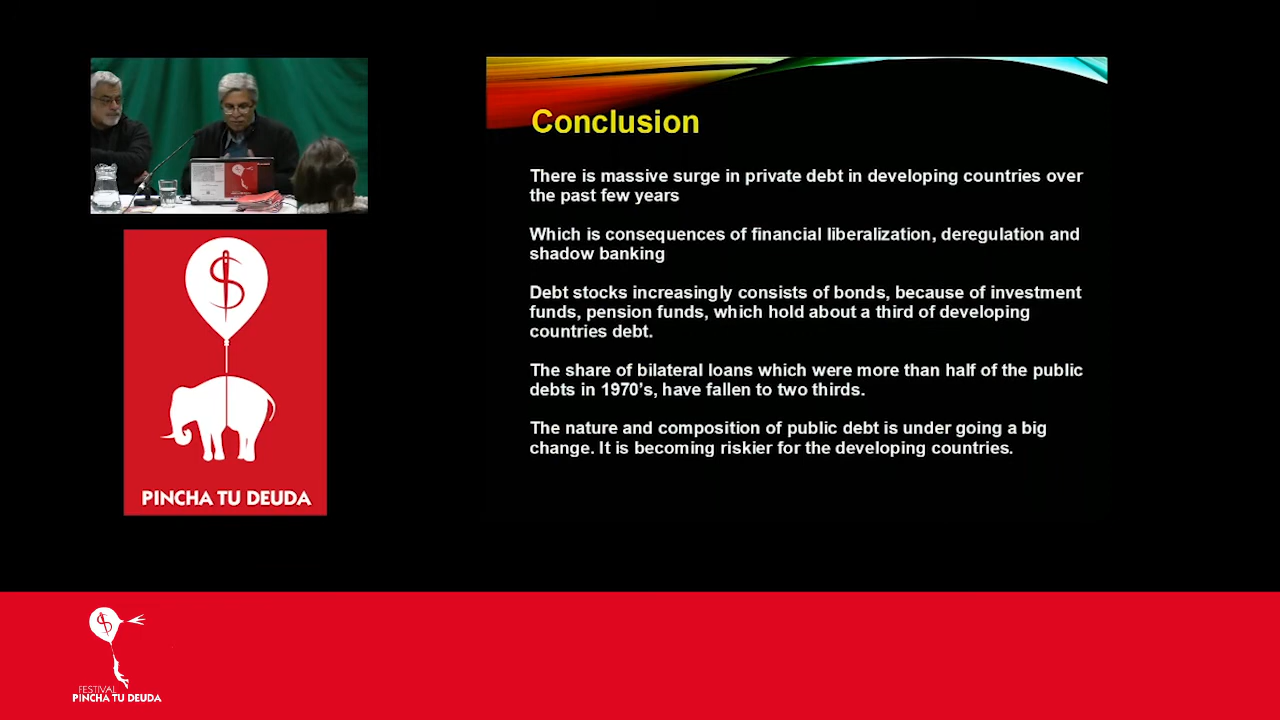 Conclusion
There is massive surge in private debt in developing countries over
the past few years
Which is consequences of financial liberalization, deregulation and
shadow banking
Debt stocks increasingly consists of bonds, because of investment
funds, pension funds, which hold about a third of developing
countries debt.
The share of bilateral loans which were more than half of the public
debts in 1970's, have fallen to two thirds.
The nature and composition of public debt is under going a big
change. It is becoming riskier for the developing countries.
PINCHA TU DEUDA
FESTIVAL
PINCHA TU DEUDA